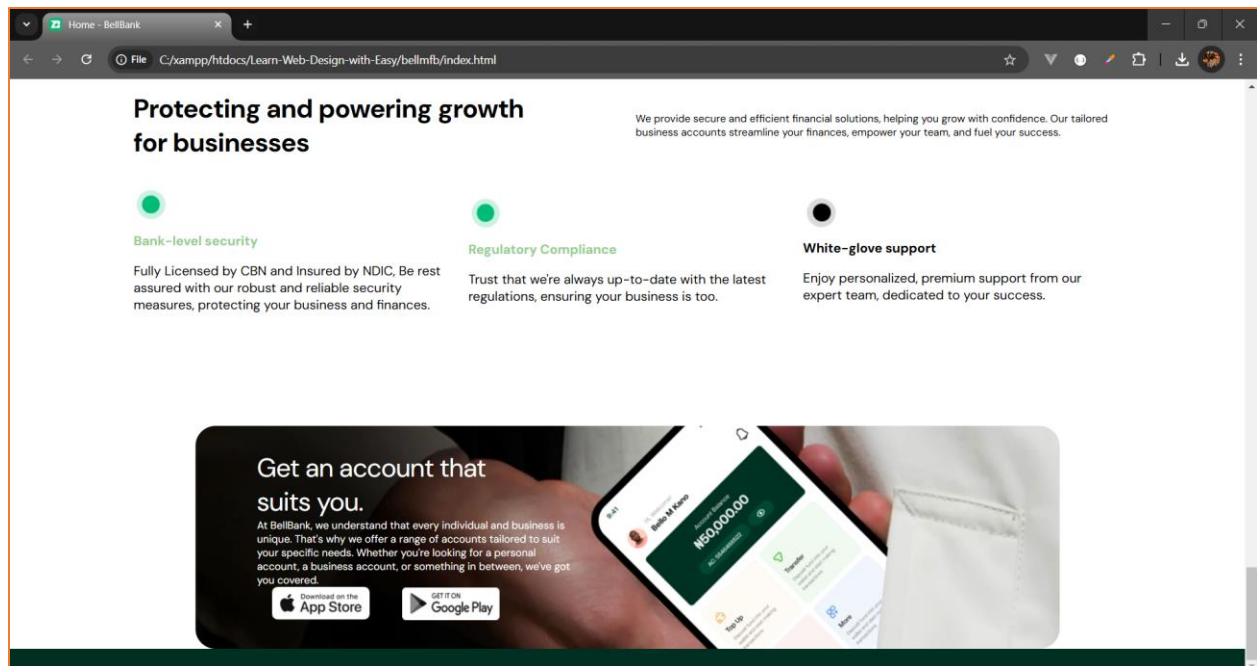 Home - BellBank
File C:/xampp/htdocs/Learn-Web-Design-with-Easy/bellmfb/index.html
Protecting and powering growth
for businesses
We provide secure and efficient financial solutions, helping you grow with confidence. Our tailored
business accounts streamline your finances, empower your team, and fuel your success.
Bank-level security
Fully Licensed by CBN and Insured by NDIC, Be rest
assured with our robust and reliable security
measures, protecting your business and finances.
Regulatory Compliance
Trust that we're always up-to-date with the latest
regulations, ensuring your business is too.
White-glove support
Enjoy personalized, premium support from our
expert team, dedicated to your success.
Get an account that
suits you.
At BellBank, we understand that every individual and business is
unique. That's why we offer a range of accounts tailored to suit
your specific needs. Whether you're looking for a personal
account, a business account, or something in between, we've got
you covered.
Download on the
App Store
GET IT ON
Google Play
9:41
Hi, Welcome!
Bello M Kano
Account Balance
₦50,000.00
Transfer
Top Up
More